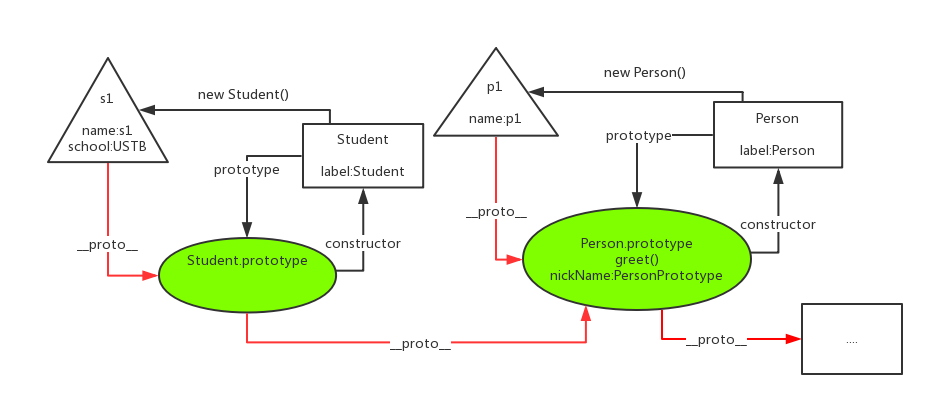 s1
name:s1
school:USTB
new Student()
Student
label:Student
prototype
constructor
__proto__
Student.prototype
__proto__
p1
name:p1
new Person()
Person
label:Person
prototype
constructor
__proto__
Person.prototype
greet()
nickName:PersonPrototype
__proto__
....